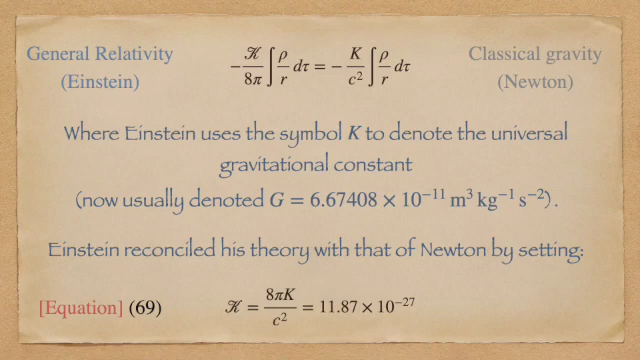 General Relativity
(Einstein)
−𝒦/8π ∫ ρ/r dτ = −K/c² ∫ ρ/r dτ
Classical gravity
(Newton)
Where Einstein uses the symbol K to denote the universal
gravitational constant
(now usually denoted G = 6.67408 × 10⁻¹¹ m³ kg⁻¹ s⁻²).
Einstein reconciled his theory with that of Newton by setting:
[Equation] (69) 𝒦 = 8πK/c² = 11.87 × 10⁻²⁷